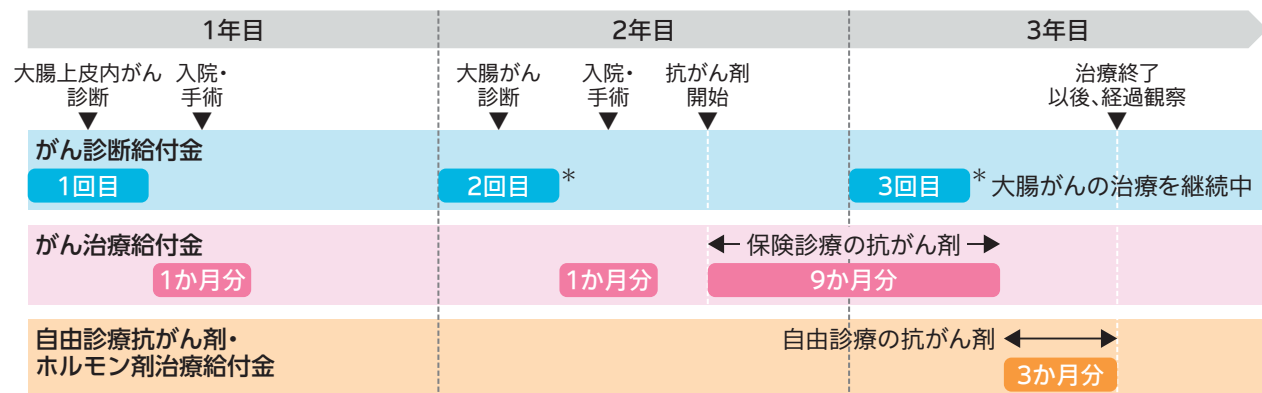 1年目
2年目
3年目
大腸上皮内がん
診断
入院・
手術
大腸がん
診断
入院・
手術
抗がん剤
開始
治療終了
以後、経過観察
がん診断給付金
1回目
2回目*
3回目*大腸がんの治療を継続中
がん治療給付金
保険診療の抗がん剤
1か月分
1か月分
9か月分
自由診療抗がん剤・
ホルモン剤治療給付金
自由診療の抗がん剤
3か月分